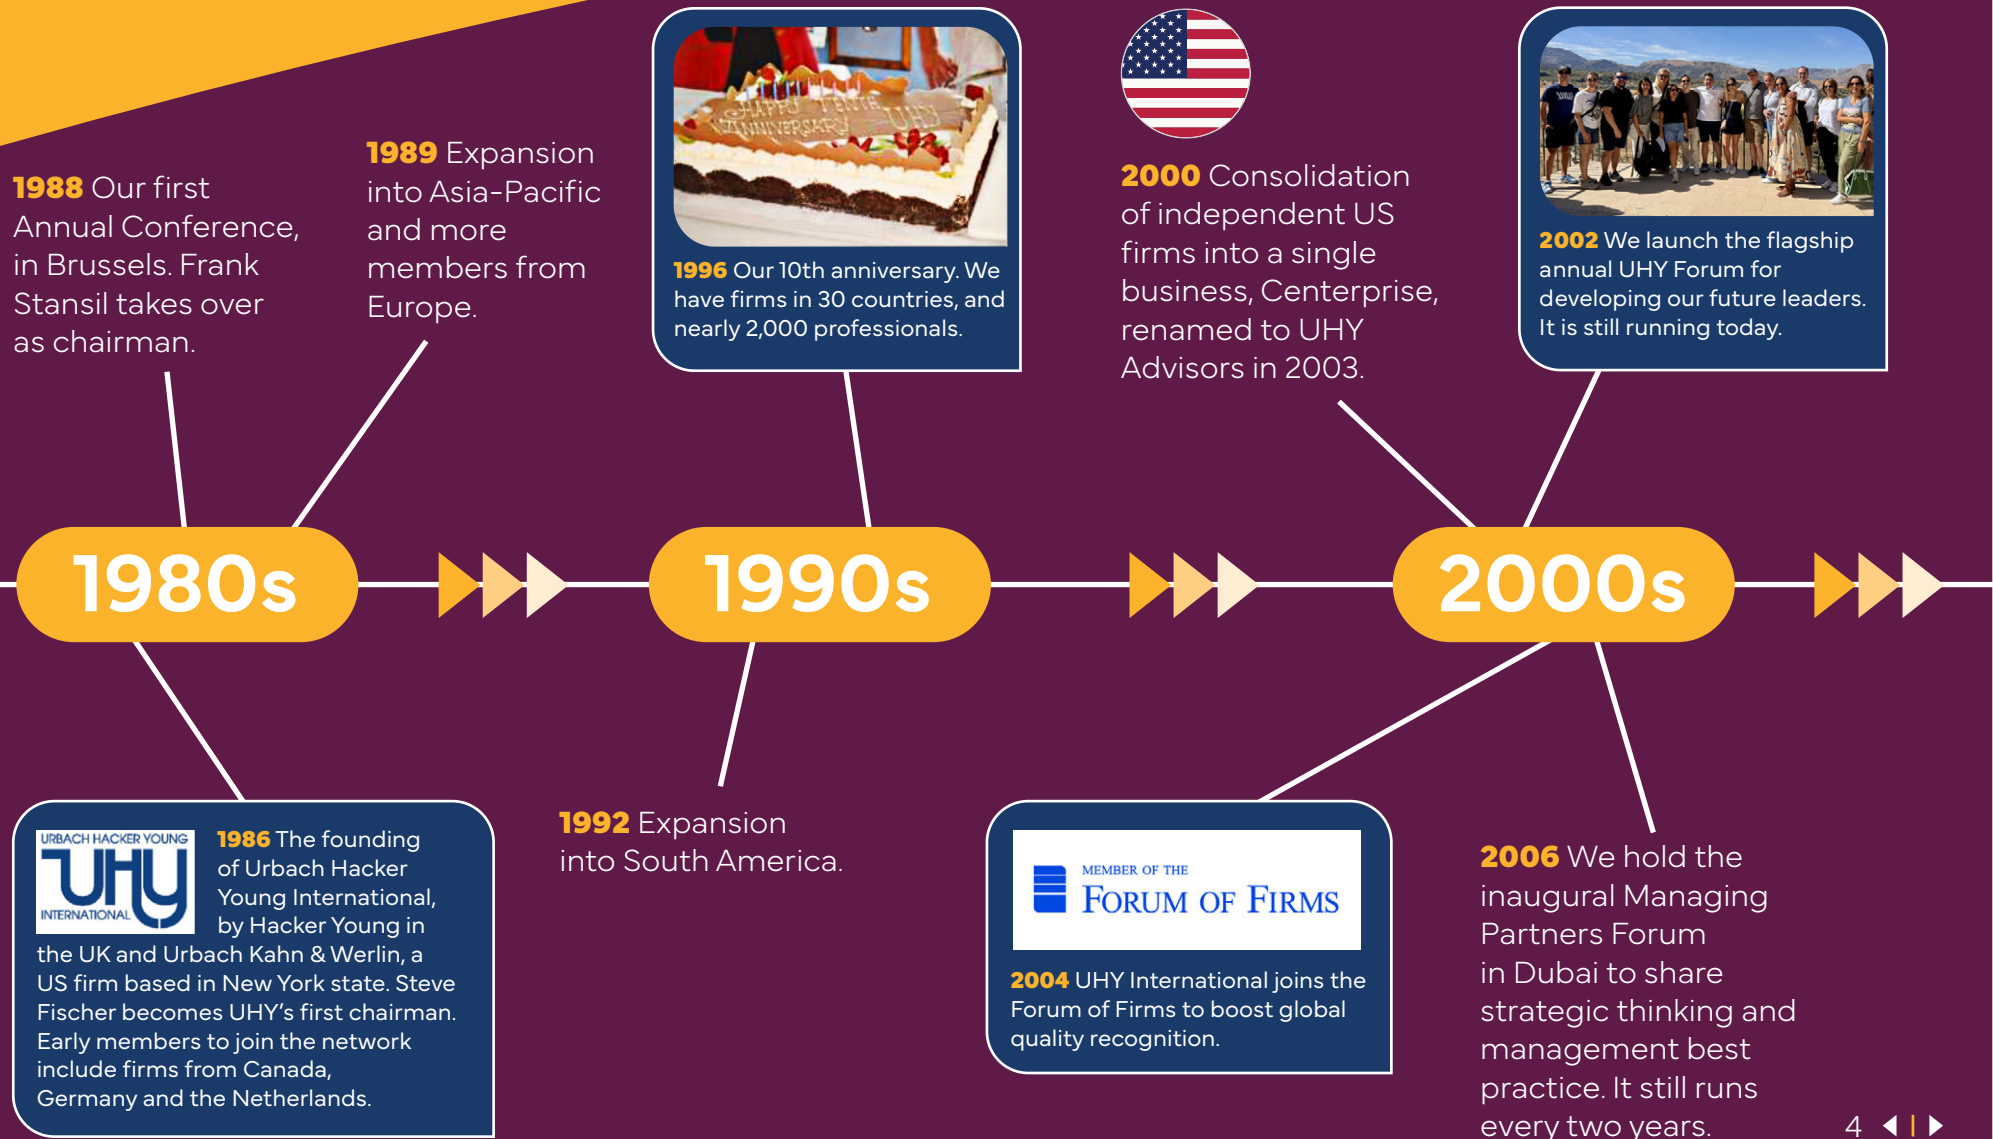 1988 Our first
Annual Conference,
in Brussels. Frank
Stansil takes over
as chairman.
1989 Expansion
into Asia-Pacific
and more
members from
Europe.
HAPPY TENTH
ANNIVERSARY UHY
1996 Our 10th anniversary. We
have firms in 30 countries, and
nearly 2,000 professionals.
2000 Consolidation
of independent US
firms into a single
business, Centerprise,
renamed to UHY
Advisors in 2003.
2002 We launch the flagship
annual UHY Forum for
developing our future leaders.
It is still running today.
1980s
1990s
2000s
URBACH HACKER YOUNG
UHY
INTERNATIONAL
1986 The founding
of Urbach Hacker
Young International,
by Hacker Young in
the UK and Urbach Kahn & Werlin, a
US firm based in New York state. Steve
Fischer becomes UHY’s first chairman.
Early members to join the network
include firms from Canada,
Germany and the Netherlands.
1992 Expansion
into South America.
MEMBER OF THE
FORUM OF FIRMS
2004 UHY International joins the
Forum of Firms to boost global
quality recognition.
2006 We hold the
inaugural Managing
Partners Forum
in Dubai to share
strategic thinking and
management best
practice. It still runs
every two years.
4